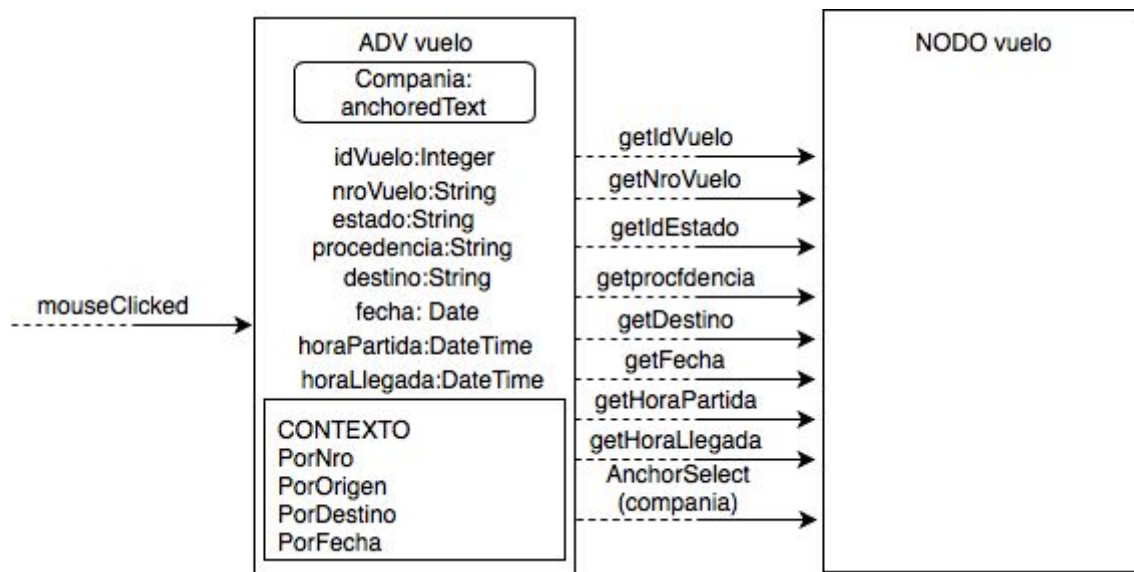 ADV vuelo
Compania:
anchoredText
idVuelo:Integer
nroVuelo:String
estado:String
procedencia:String
destino:String
fecha: Date
horaPartida:DateTime
horaLlegada:DateTime
CONTEXTO
PorNro
PorOrigen
PorDestino
PorFecha
mouseClicked
getIdVuelo
getNroVuelo
getIdEstado
getprocfdencia
getDestino
getFecha
getHoraPartida
getHoraLlegada
AnchorSelect
(compania)
NODO vuelo